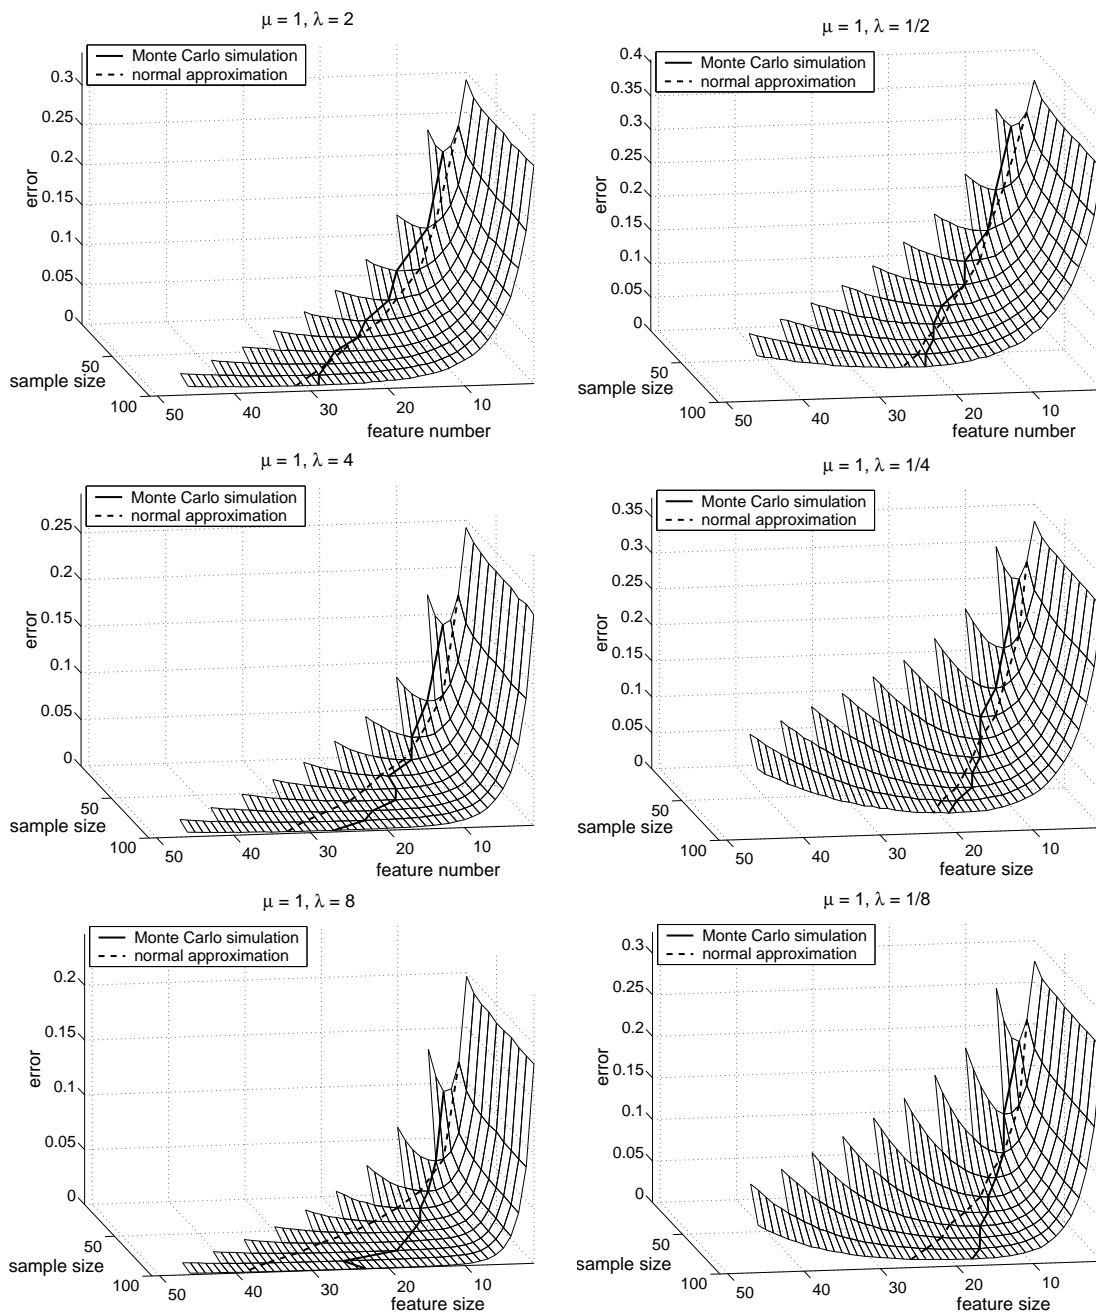 μ = 1, λ = 2
Monte Carlo simulation
normal approximation
0.3
0.25
0.2
0.15
0.1
0.05
0
error
50
100
sample size
50
40
30
20
10
feature number
μ = 1, λ = 1/2
Monte Carlo simulation
normal approximation
0.4
0.35
0.3
0.25
0.2
0.15
0.1
0.05
0
error
50
100
sample size
50
40
30
20
10
feature number
μ = 1, λ = 4
Monte Carlo simulation
normal approximation
0.25
0.2
0.15
0.1
0.05
0
error
50
100
sample size
50
40
30
20
10
feature number
μ = 1, λ = 1/4
Monte Carlo simulation
normal approximation
0.35
0.3
0.25
0.2
0.15
0.1
0.05
0
error
50
100
sample size
50
40
30
20
10
feature size
μ = 1, λ = 8
Monte Carlo simulation
normal approximation
0.2
0.15
0.1
0.05
0
error
50
100
sample size
50
40
30
20
10
feature size
μ = 1, λ = 1/8
Monte Carlo simulation
normal approximation
0.3
0.25
0.2
0.15
0.1
0.05
0
error
50
100
sample size
50
40
30
20
10
feature size